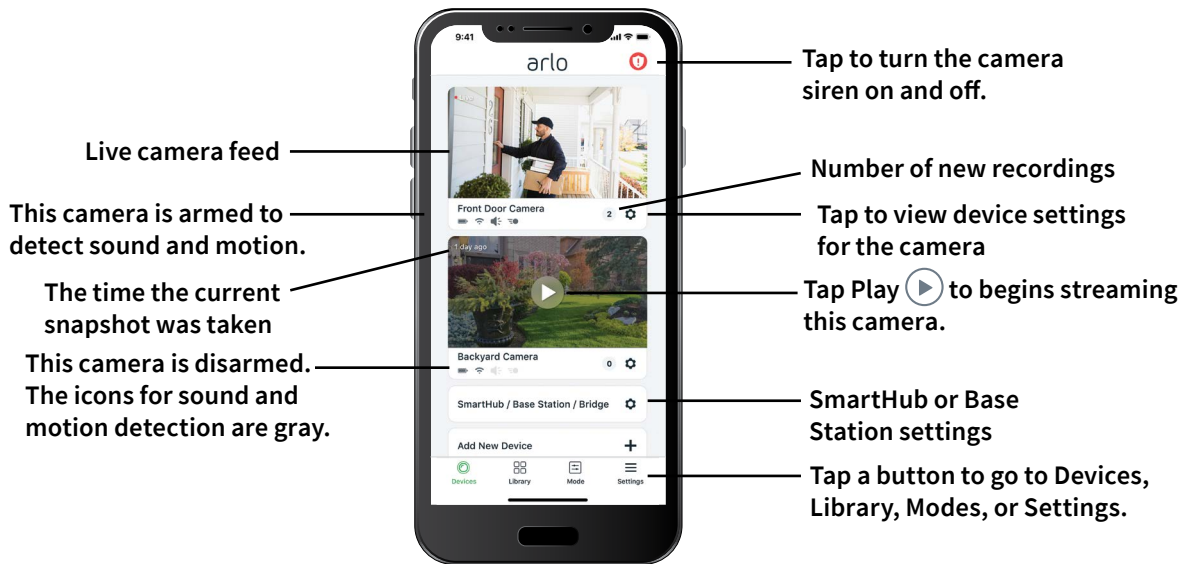 9:41
arlo
Tap to turn the camera
siren on and off.
Live camera feed
Number of new recordings
Front Door Camera
2
This camera is armed to
detect sound and motion.
Tap to view device settings
for the camera
1 day ago
The time the current
snapshot was taken
Tap Play to begins streaming
this camera.
This camera is disarmed.
The icons for sound and
motion detection are gray.
Backyard Camera
0
SmartHub / Base Station / Bridge
SmartHub or Base
Station settings
Add New Device
Devices
Library
Mode
Settings
Tap a button to go to Devices,
Library, Modes, or Settings.